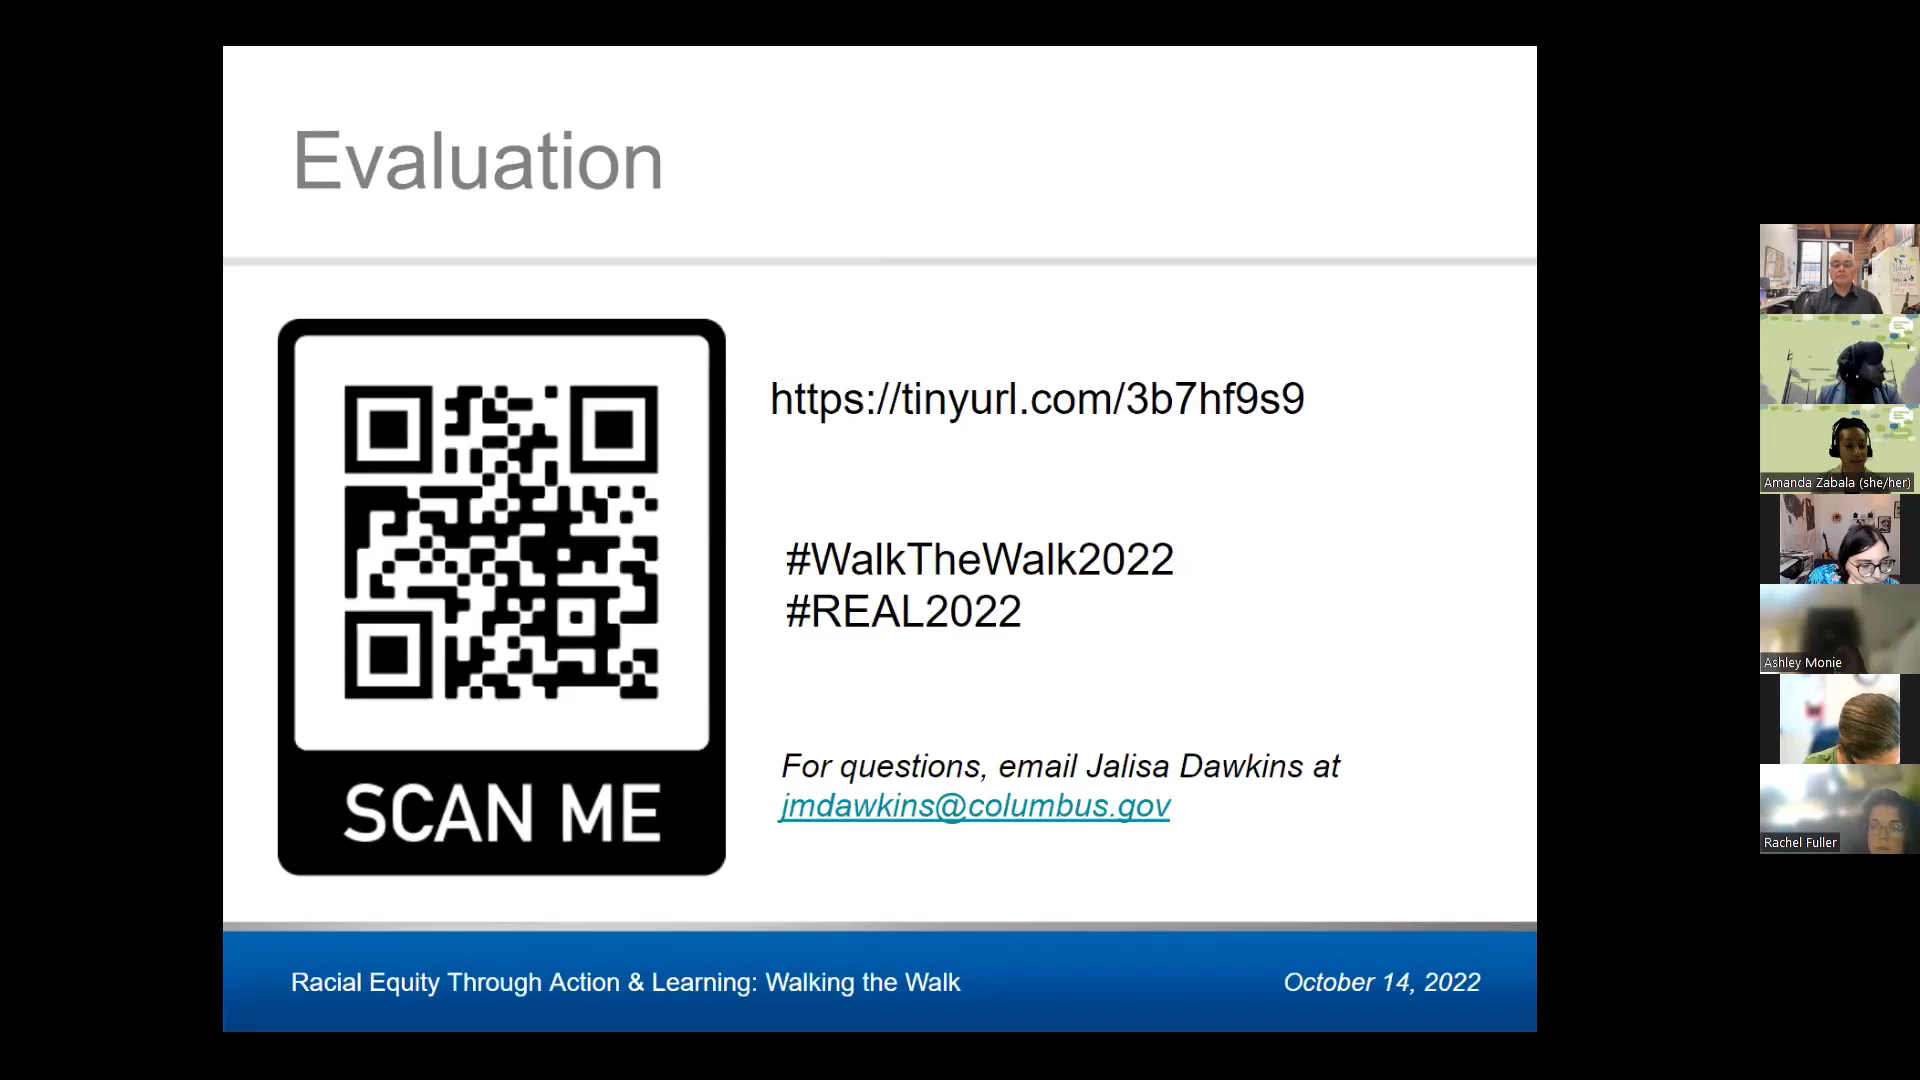 Evaluation
https://tinyurl.com/3b7hf9s9
#WalkTheWalk2022
#REAL2022
SCAN ME
For questions, email Jalisa Dawkins at
jmdawkins@columbus.gov
Racial Equity Through Action & Learning: Walking the Walk
October 14, 2022
Amanda Zabala (she/her)
Ashley Monie
Rachel Fuller